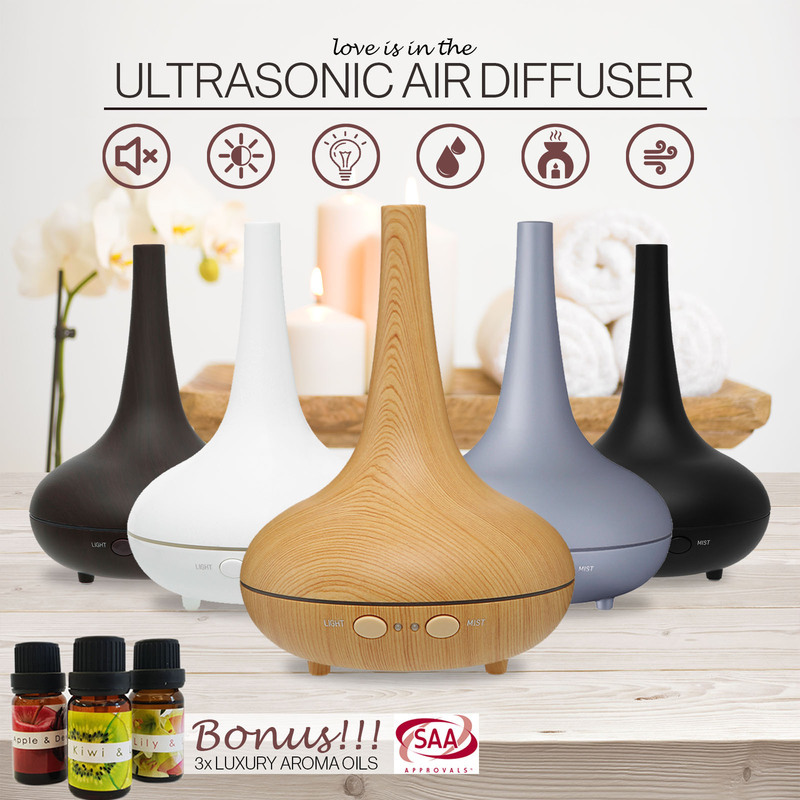 love is in the
ULTRASONIC AIR DIFFUSER
LIGHT
LIGHT
LIGHT
MIST
MIST
MIST
Apple & De
Kiwi &
Lily &
Bonus!!!
3x LUXURY AROMA OILS
SAA
APPROVALS